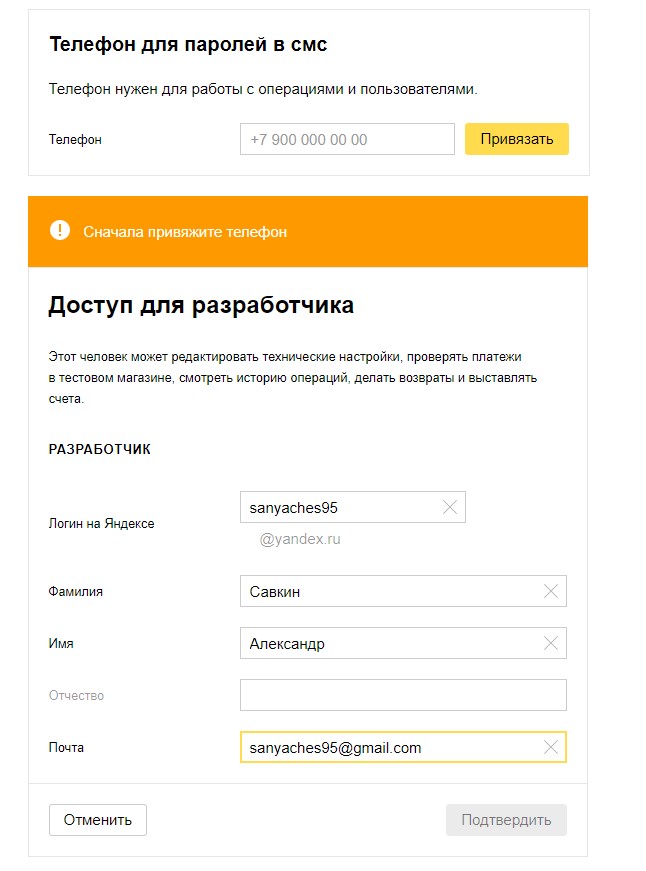 Телефон для паролей в смс
Телефон нужен для работы с операциями и пользователями.
Телефон
+7 900 000 00 00
Привязать
Сначала привяжите телефон
Доступ для разработчика
Этот человек может редактировать технические настройки, проверять платежи
в тестовом магазине, смотреть историю операций, делать возвраты и выставлять
счета.
РАЗРАБОТЧИК
Логин на Яндексе
sanyaches95
@yandex.ru
Фамилия
Савкин
Имя
Александр
Отчество
Почта
sanyaches95@gmail.com
Отменить
Подтвердить